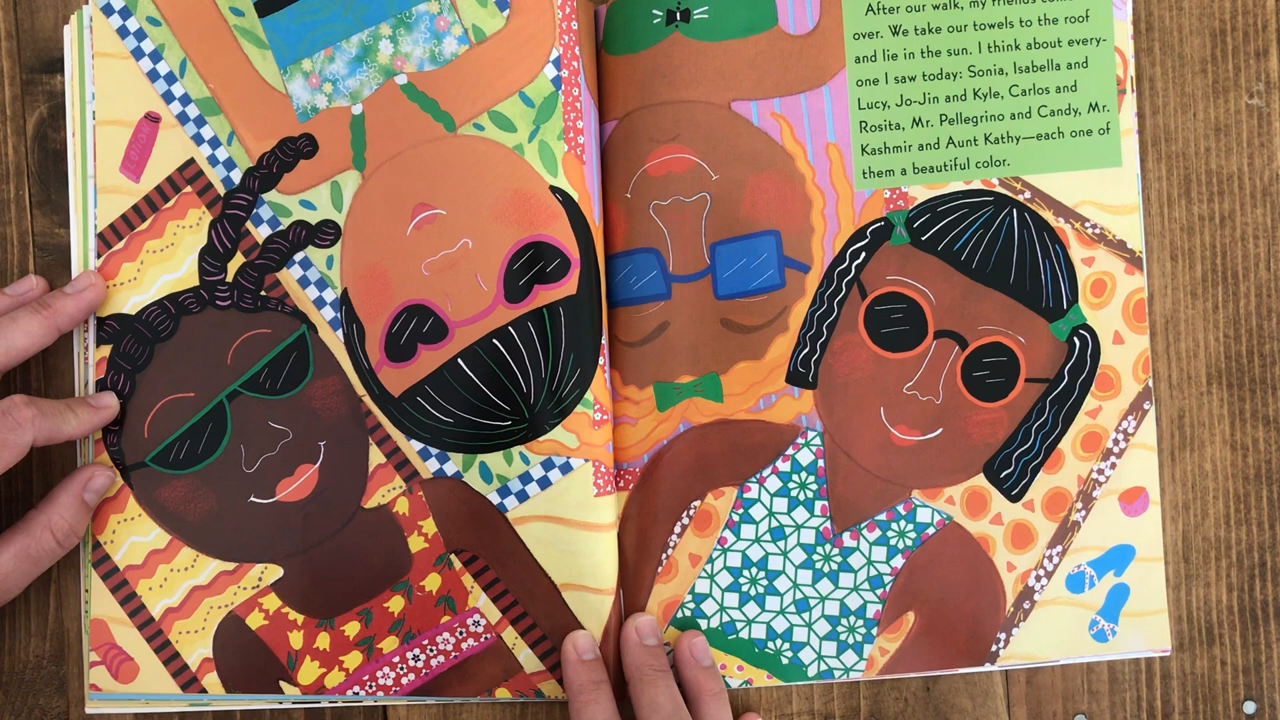 After our walk, my friends come
over. We take our towels to the roof
and lie in the sun. I think about every-
one I saw today: Sonia, Isabella and
Lucy, Jo-Jin and Kyle, Carlos and
Rosita, Mr. Pellegrino and Candy, Mr.
Kashmir and Aunt Kathy—each one of
them a beautiful color.
LOTION